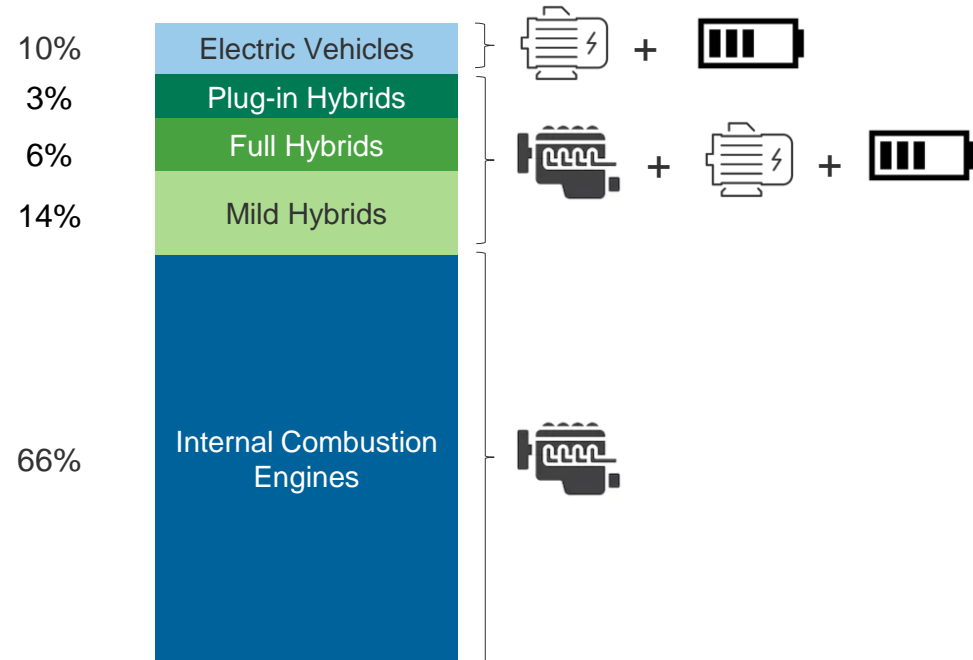 10% Electric Vehicles +
3% Plug-in Hybrids
6% Full Hybrids + +
14% Mild Hybrids
66% Internal Combustion
Engines